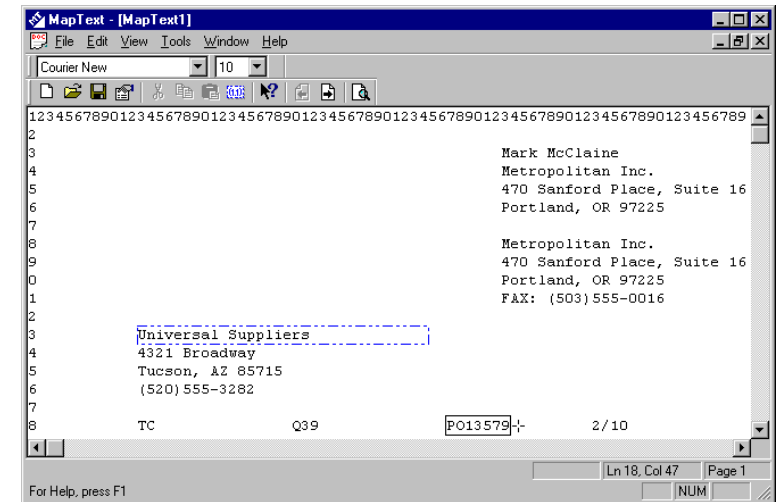 MapText - [MapText1]
File Edit View Tools Window Help
Courier New 10
1234567890123456789012345678901234567890123456789012345678901234567890123456789
2
3 Mark McClaine
4 Metropolitan Inc.
5 470 Sanford Place, Suite 16
6 Portland, OR 97225
7
8 Metropolitan Inc.
9 470 Sanford Place, Suite 16
0 Portland, OR 97225
1 FAX: (503)555-0016
2
3 Universal Suppliers
4 4321 Broadway
5 Tucson, AZ 85715
6 (520)555-3282
7
8 TC Q39 PO13579 2/10
Ln 18, Col 47 Page 1
For Help, press F1 NUM